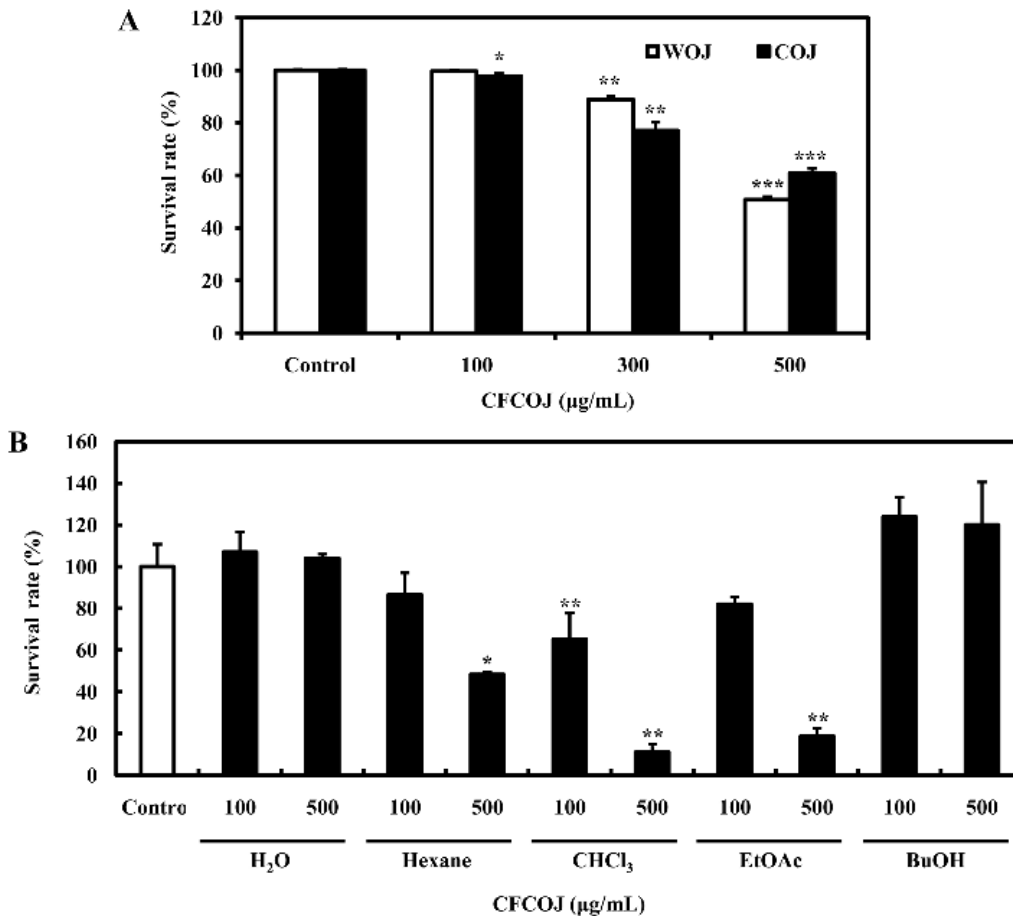 A
120
100
80
60
40
20
0
Survival rate (%)
WOJ COJ
*
**
**
***
***
Control 100 300 500
CFCOJ (µg/mL)
B
160
140
120
100
80
60
40
20
0
Survival rate (%)
*
**
**
**
Contro 100 500 100 500 100 500 100 500 100 500
H₂O Hexane CHCl₃ EtOAc BuOH
CFCOJ (µg/mL)